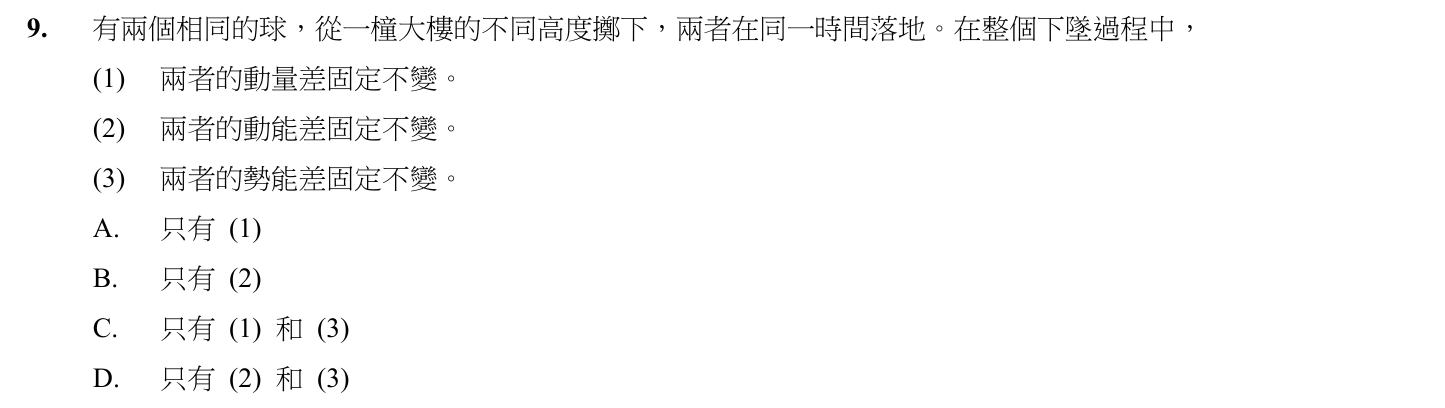 9. 有兩個相同的球，從一橦大樓的不同高度擲下，兩者在同一時間落地。在整個下墜過程中，
(1) 兩者的動量差固定不變。
(2) 兩者的動能差固定不變。
(3) 兩者的勢能差固定不變。
A. 只有 (1)
B. 只有 (2)
C. 只有 (1) 和 (3)
D. 只有 (2) 和 (3)